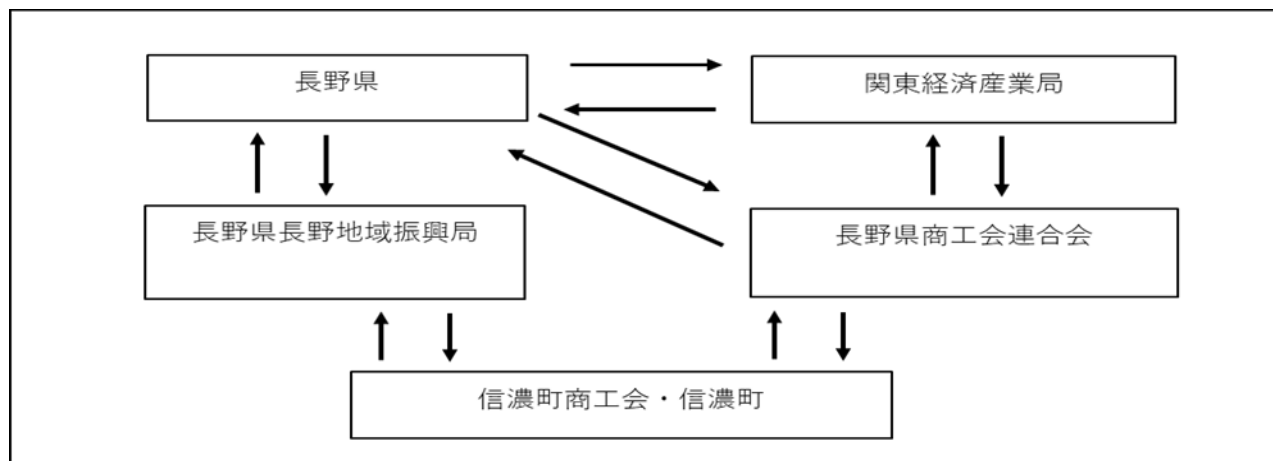 長野県
関東経済産業局
長野県長野地域振興局
長野県商工会連合会
信濃町商工会・信濃町